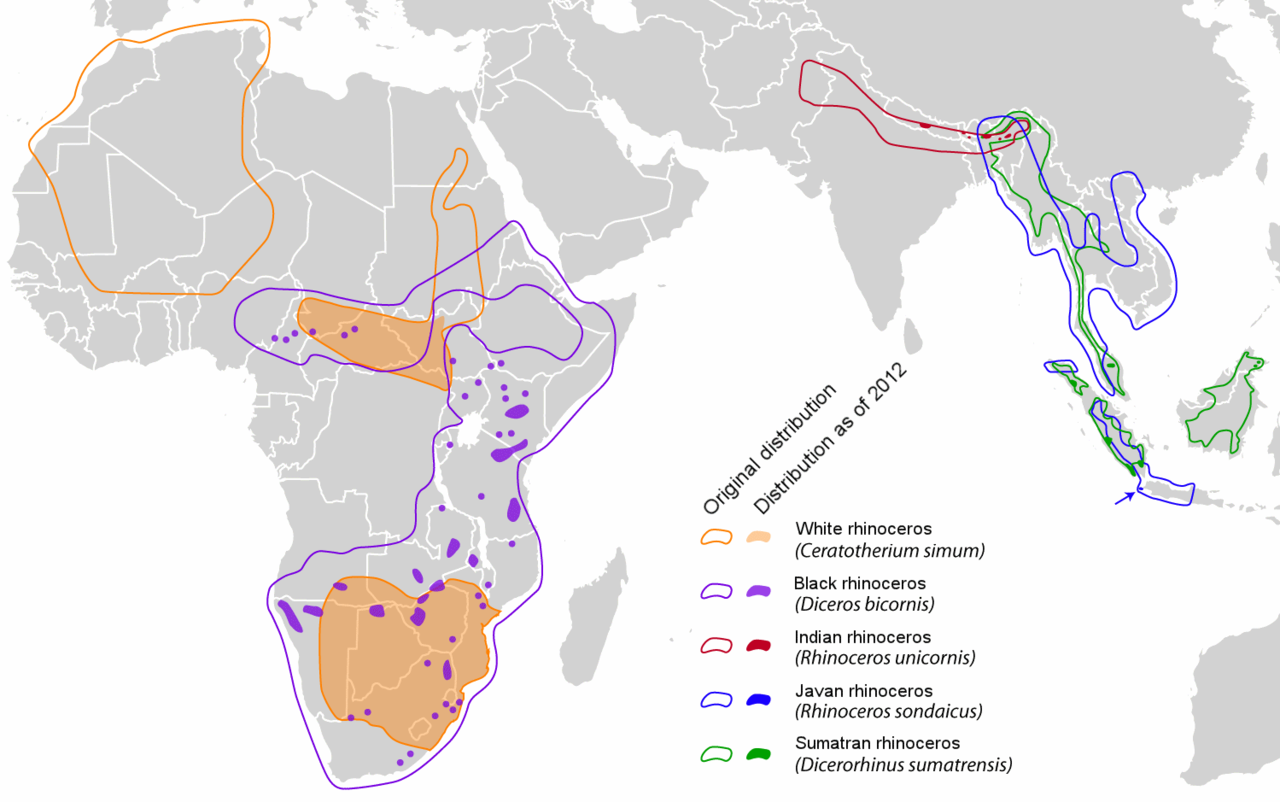 Original distribution
Distribution as of 2012
White rhinoceros
(Ceratotherium simum)
Black rhinoceros
(Diceros bicornis)
Indian rhinoceros
(Rhinoceros unicornis)
Javan rhinoceros
(Rhinoceros sondaicus)
Sumatran rhinoceros
(Dicerorhinus sumatrensis)